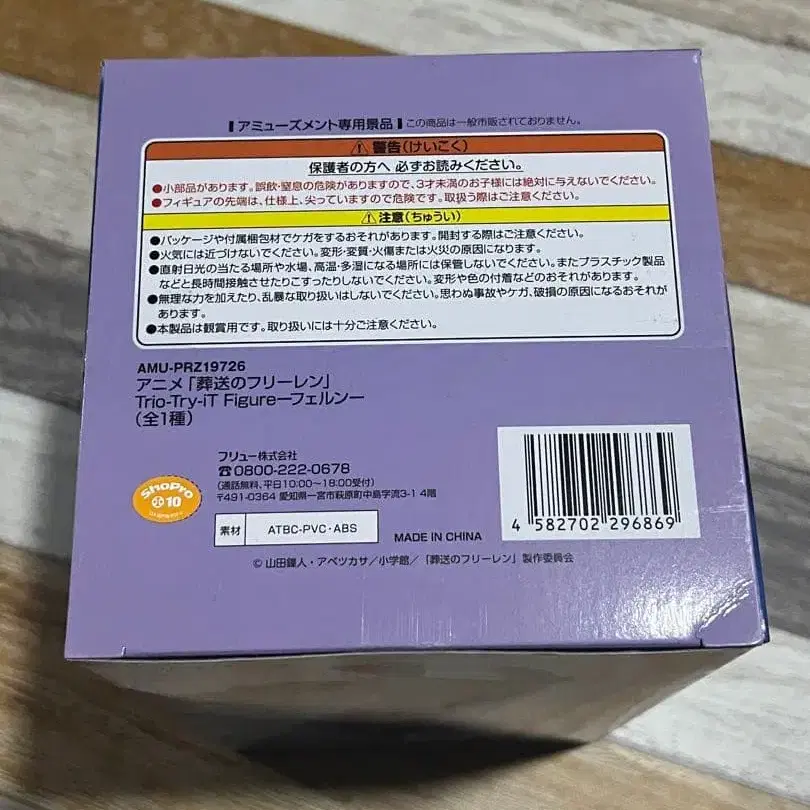 アミューズメント専用景品 この商品は一般市販されておりません。
警告(けいこく)
保護者の方へ 必ずお読みください。
●小部品があります。誤飲・窒息の危険がありますので、3才未満のお子様には絶対に与えないでください。
●フィギュアの先端は、仕様上、尖っていますので危険です。取扱う際はご注意ください。
注意(ちゅうい)
●パッケージや付属梱包材でケガをするおそれがあります。開封する際はご注意ください。
●火気には近づけないでください。変形・変質・火傷または火災の原因になります。
●直射日光の当たる場所や水場、高温・多湿になる場所には保管しないでください。またプラスチック製品
などと長時間接触させたりこすったりしないでください。変形や色の付着などのおそれがあります。
●無理な力を加えたり、乱暴な取り扱いはしないでください。思わぬ事故やケガ、破損の原因になるおそれが
あります。
●本製品は観賞用です。取り扱いには十分ご注意ください。
AMU-PRZ19726
アニメ「葬送のフリーレン」
Trio-Try-iT Figureーフェルンー
(全1種)
フリュー株式会社
☎0800-222-0678
(通話無料、平日10:00〜18:00受付)
〒491-0364 愛知県一宮市萩原町中島字流3-1 4階
ShoPro
10
素材 ATBC-PVC・ABS
MADE IN CHINA
4 582702 296869
© 山田鐘人・アベツカサ/小学館/「葬送のフリーレン」製作委員会